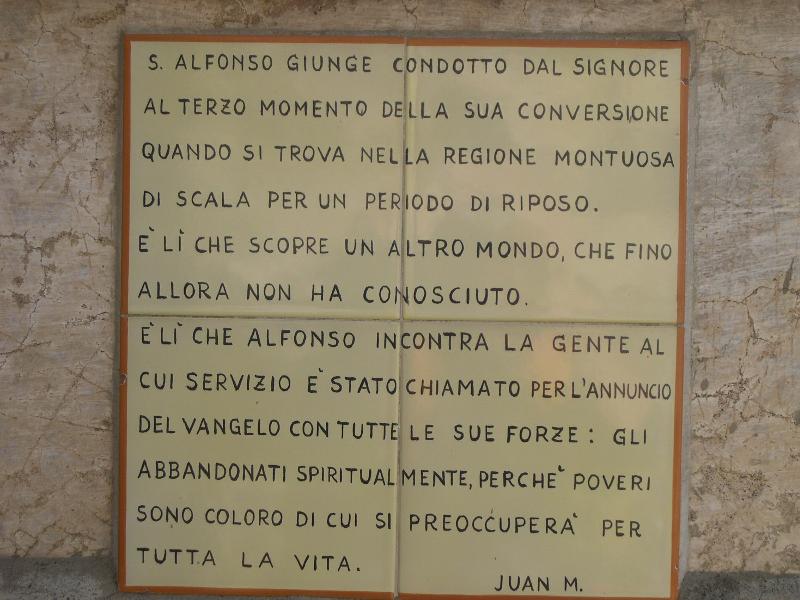 S. ALFONSO GIUNGE CONDOTTO DAL SIGNORE
AL TERZO MOMENTO DELLA SUA CONVERSIONE
QUANDO SI TROVA NELLA REGIONE MONTUOSA
DI SCALA PER UN PERIODO DI RIPOSO.
È LÌ CHE SCOPRE UN ALTRO MONDO, CHE FINO
ALLORA NON HA CONOSCIUTO.
È LÌ CHE ALFONSO INCONTRA LA GENTE AL
CUI SERVIZIO È STATO CHIAMATO PER L'ANNUNCIO
DEL VANGELO CON TUTTE LE SUE FORZE: GLI
ABBANDONATI SPIRITUALMENTE, PERCHÈ POVERI
SONO COLORO DI CUI SI PREOCCUPERÀ PER
TUTTA LA VITA.
JUAN M.